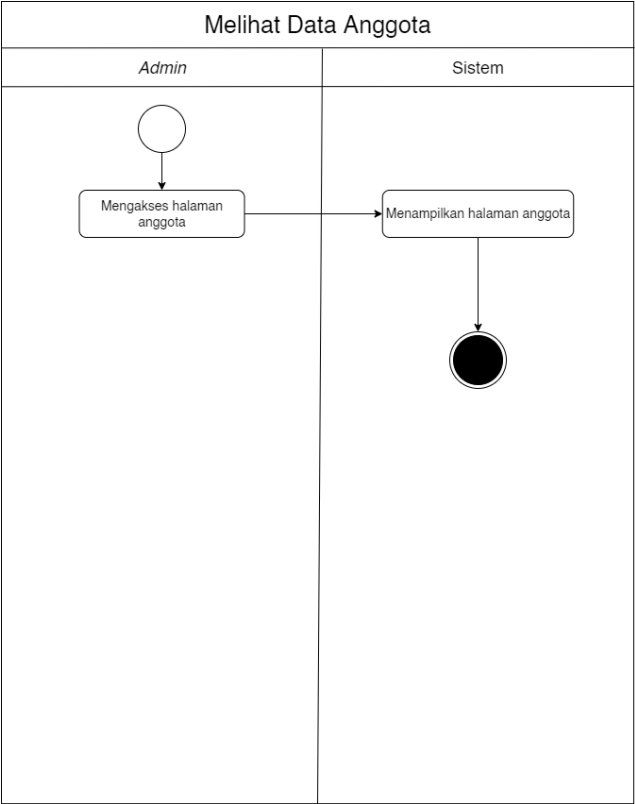 Melihat Data Anggota
Admin
Sistem
Mengakses halaman
anggota
Menampilkan halaman anggota